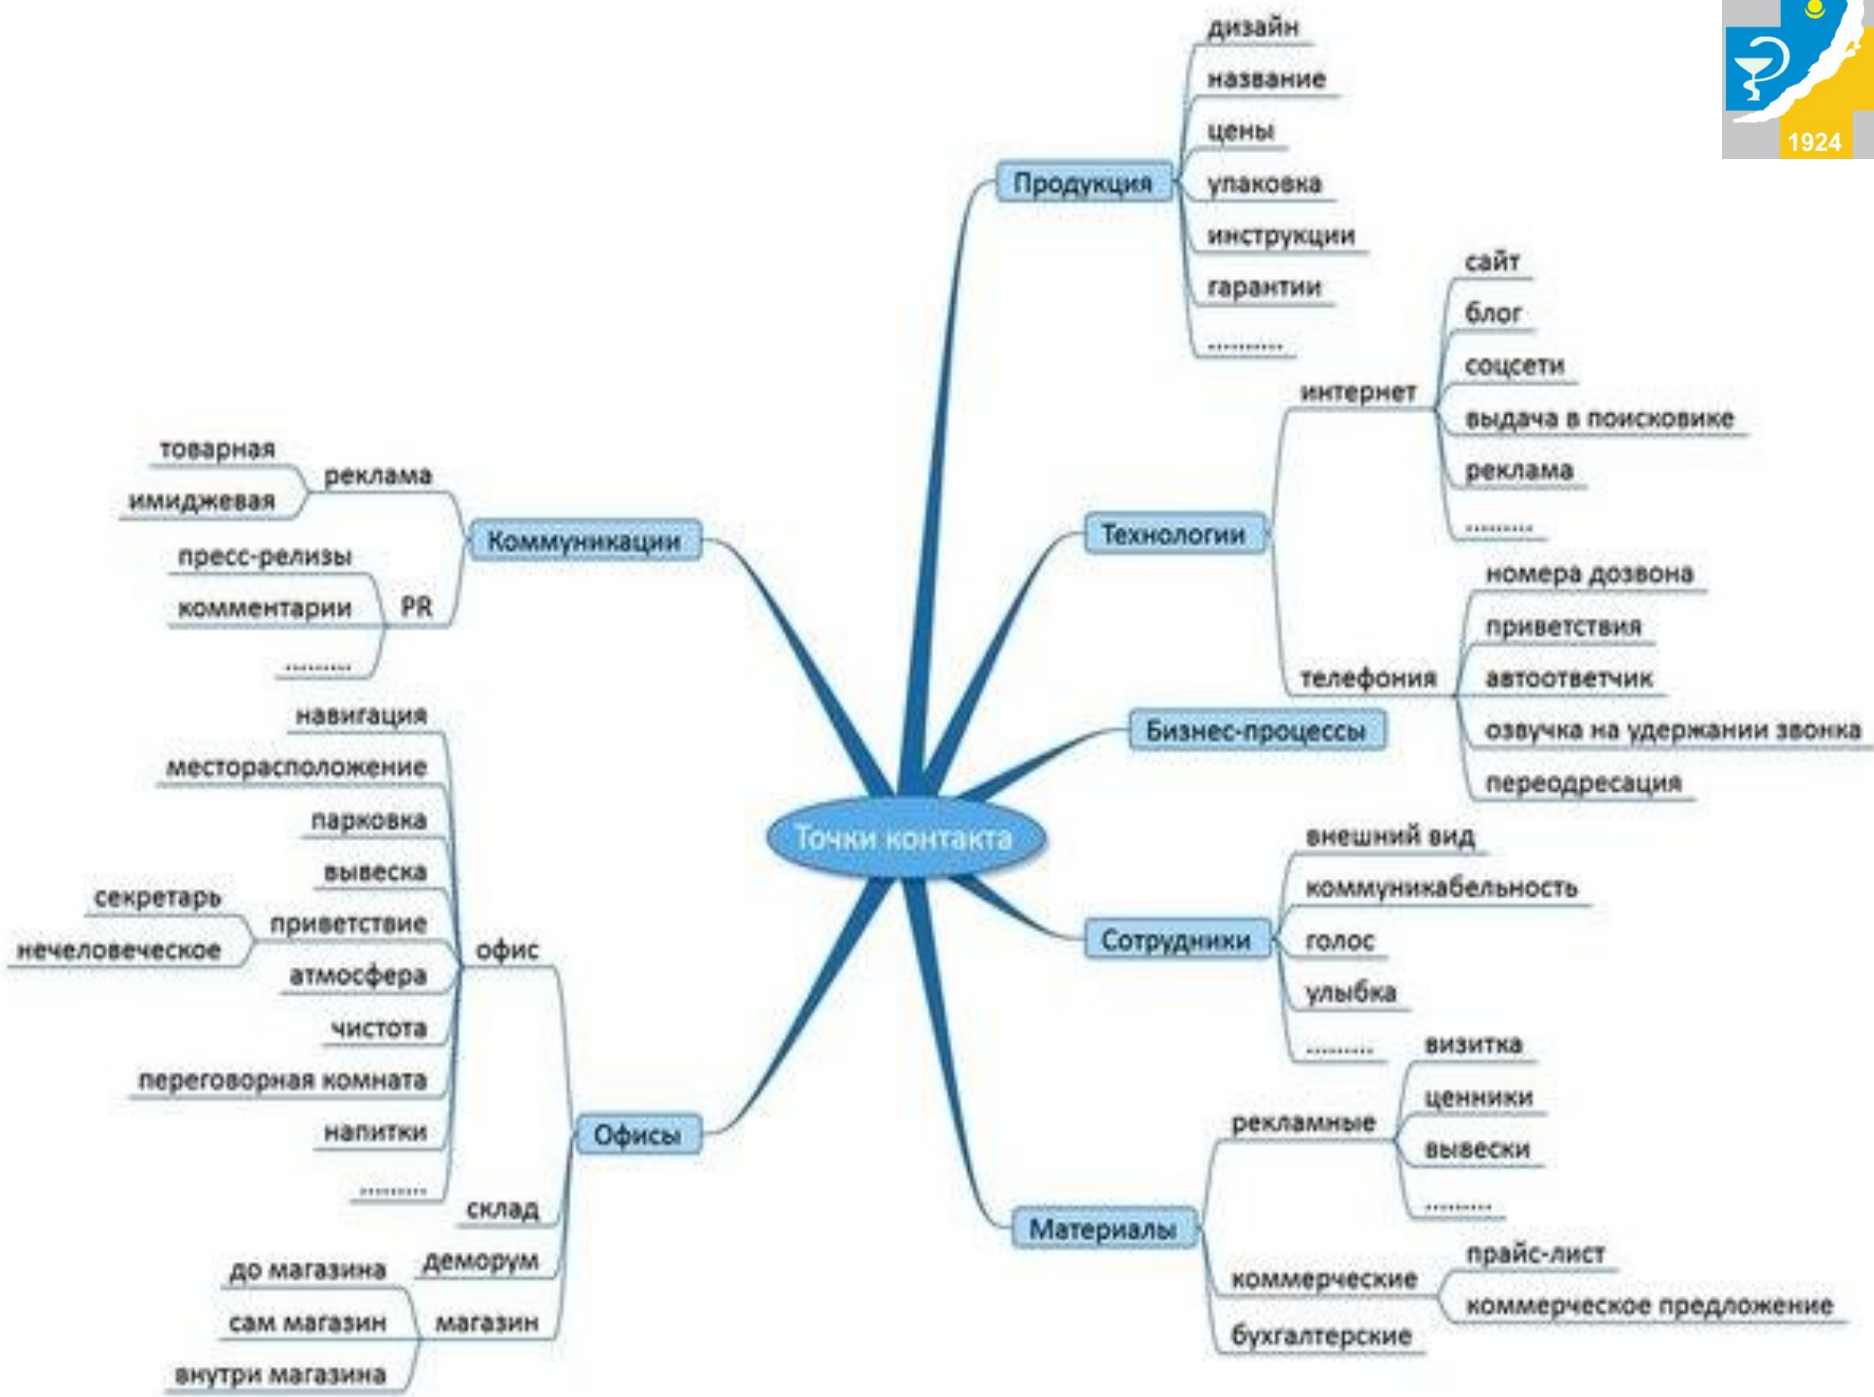 1924
Точки контакта
Продукция
дизайн
название
цены
упаковка
инструкции
гарантии
..........
Технологии
интернет
сайт
блог
соцсети
выдача в поисковике
реклама
.........
телефония
номера дозвона
приветствия
автоответчик
озвучка на удержании звонка
переодресация
Бизнес-процессы
Сотрудники
внешний вид
коммуникабельность
голос
улыбка
.........
Материалы
рекламные
визитка
ценники
вывески
.........
коммерческие
прайс-лист
коммерческое предложение
бухгалтерские
Коммуникации
реклама
товарная
имиджевая
PR
пресс-релизы
комментарии
.........
Офисы
офис
навигация
месторасположение
парковка
вывеска
приветствие
секретарь
нечеловеческое
атмосфера
чистота
переговорная комната
напитки
.........
склад
деморум
магазин
до магазина
сам магазин
внутри магазина